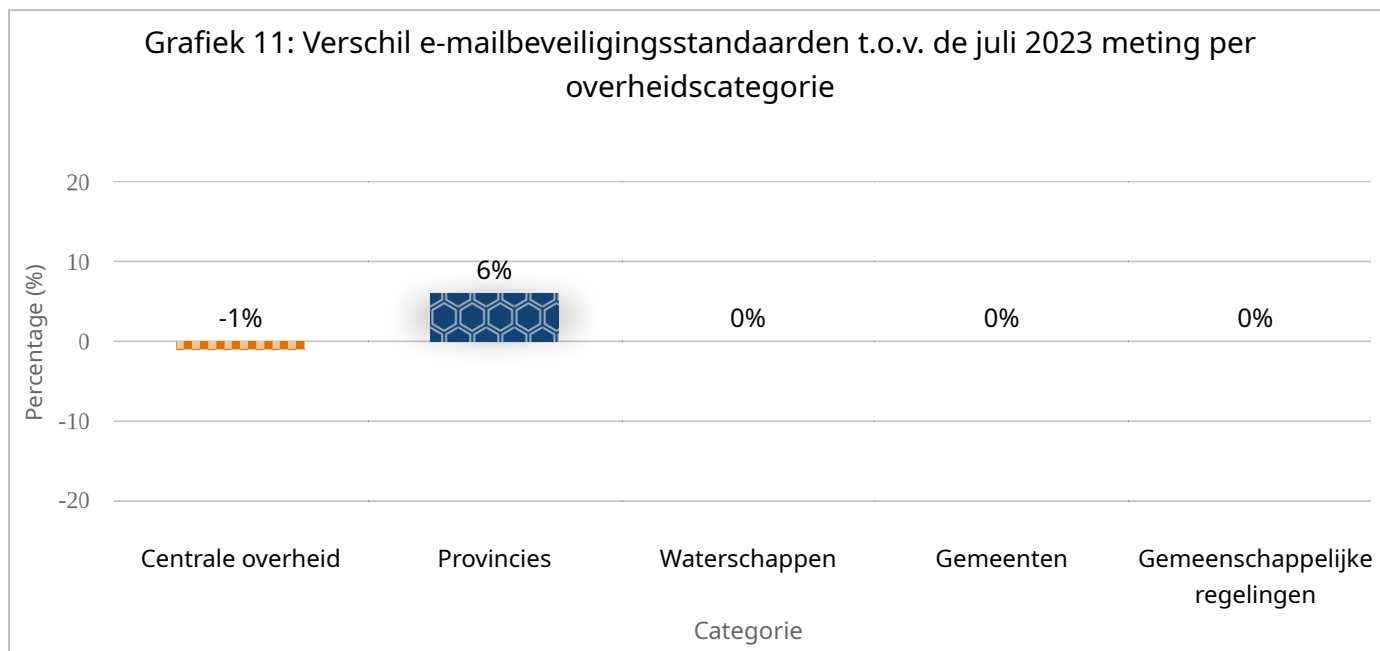 Grafiek 11: Verschil e-mailbeveiligingsstandaarden t.o.v. de juli 2023 meting per
overheidscategorie
20
10
0
-10
-20
Percentage (%)
-1%
6%
0%
0%
0%
Centrale overheid
Provincies
Waterschappen
Gemeenten
Gemeenschappelijke
regelingen
Categorie